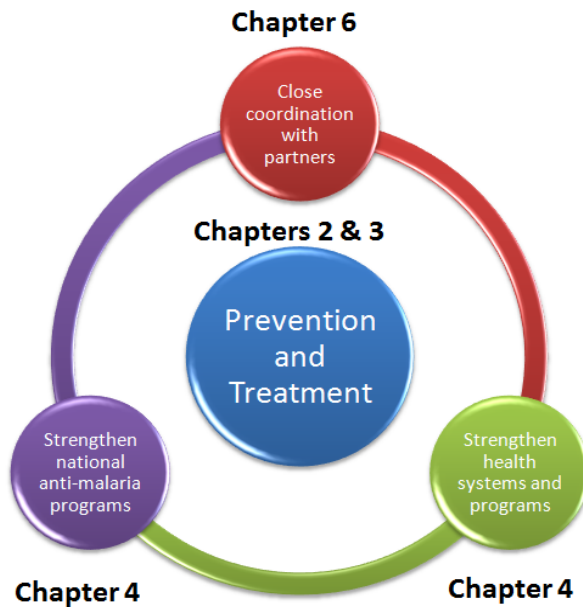 Chapter 6
Close
coordination
with
partners
Chapters 2 & 3
Prevention
and
Treatment
Strengthen
national
anti-malaria
programs
Chapter 4
Strengthen
health
systems and
programs
Chapter 4